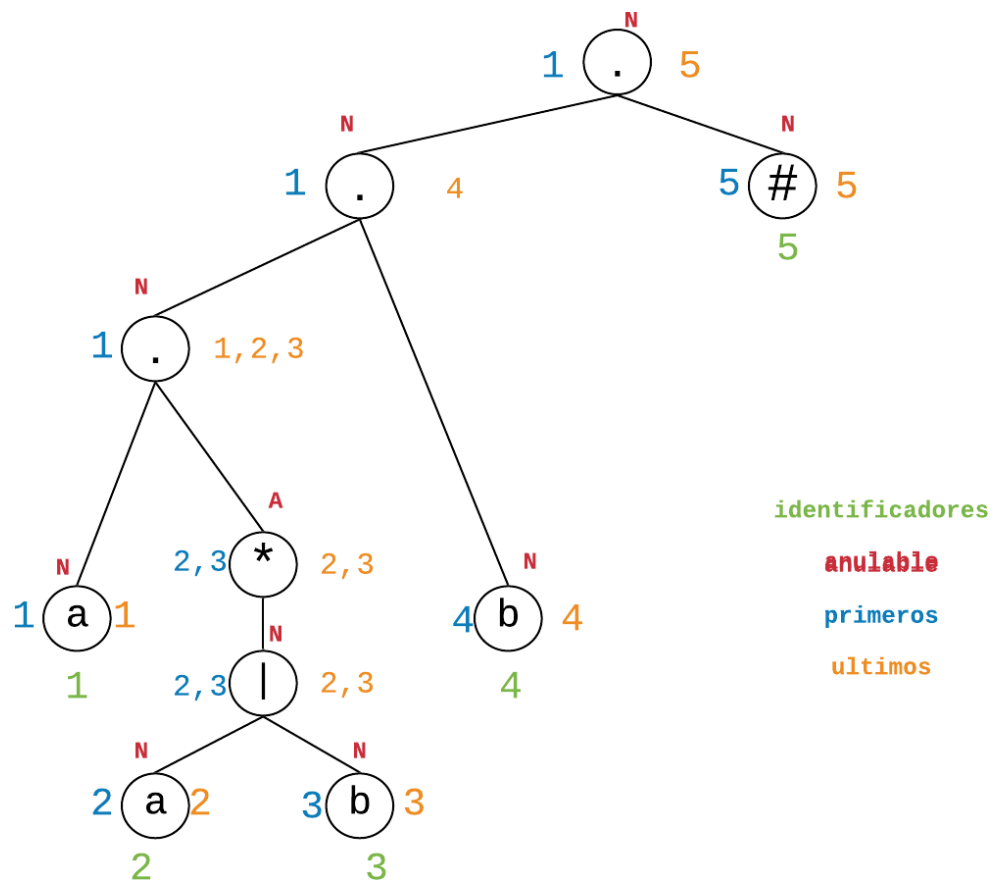 N
1 . 5
N N
1 . 4 5 # 5
5
N
1 . 1,2,3
A
identificadores
N 2,3 * 2,3 N anulable
1 a 1 4 b 4 primeros
N
1 2,3 | 2,3 4 ultimos
N N
2 a 2 3 b 3
2 3